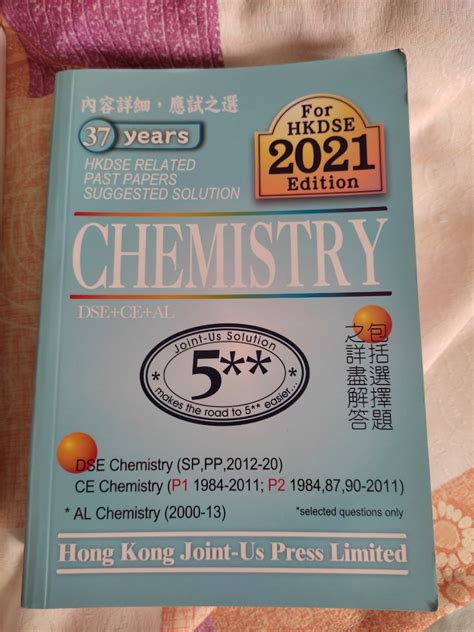 內容詳細，應試之選
37 years
HKDSE RELATED
PAST PAPERS
SUGGESTED SOLUTION
For
HKDSE
2021
Edition
CHEMISTRY
DSE+CE+AL
Joint-Us Solution
5**
makes the road to 5** easier...
包括選擇題
之詳盡解答
DSE Chemistry (SP,PP,2012-20)
CE Chemistry (P1 1984-2011; P2 1984,87,90-2011)
* AL Chemistry (2000-13)
*selected questions only
Hong Kong Joint-Us Press Limited